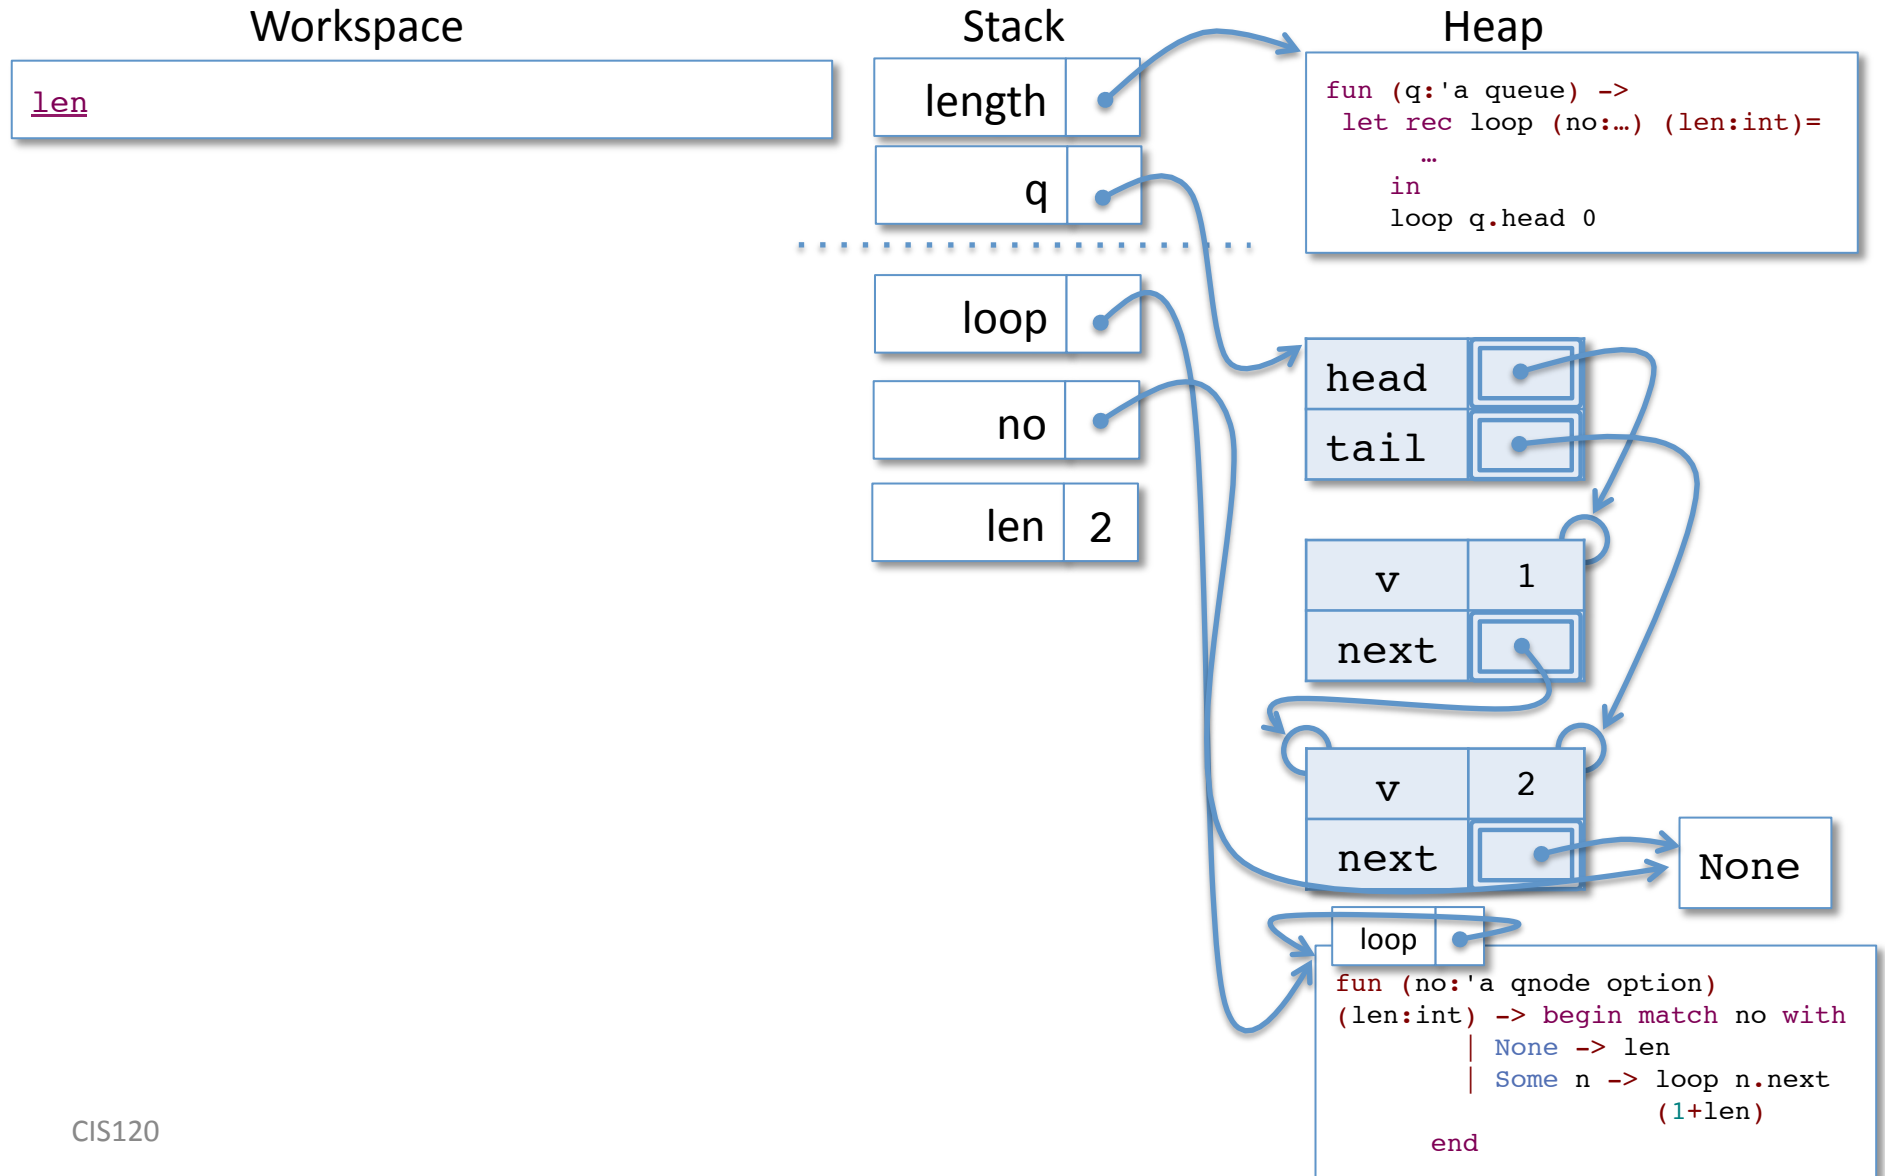 Workspace
Stack
Heap
len
length
q
loop
no
len 2
fun (q:'a queue) ->
let rec loop (no:…) (len:int)=
…
in
loop q.head 0
head
tail
v 1
next
v 2
next
None
loop
fun (no:'a qnode option)
(len:int) -> begin match no with
| None -> len
| Some n -> loop n.next
(1+len)
end
CIS120